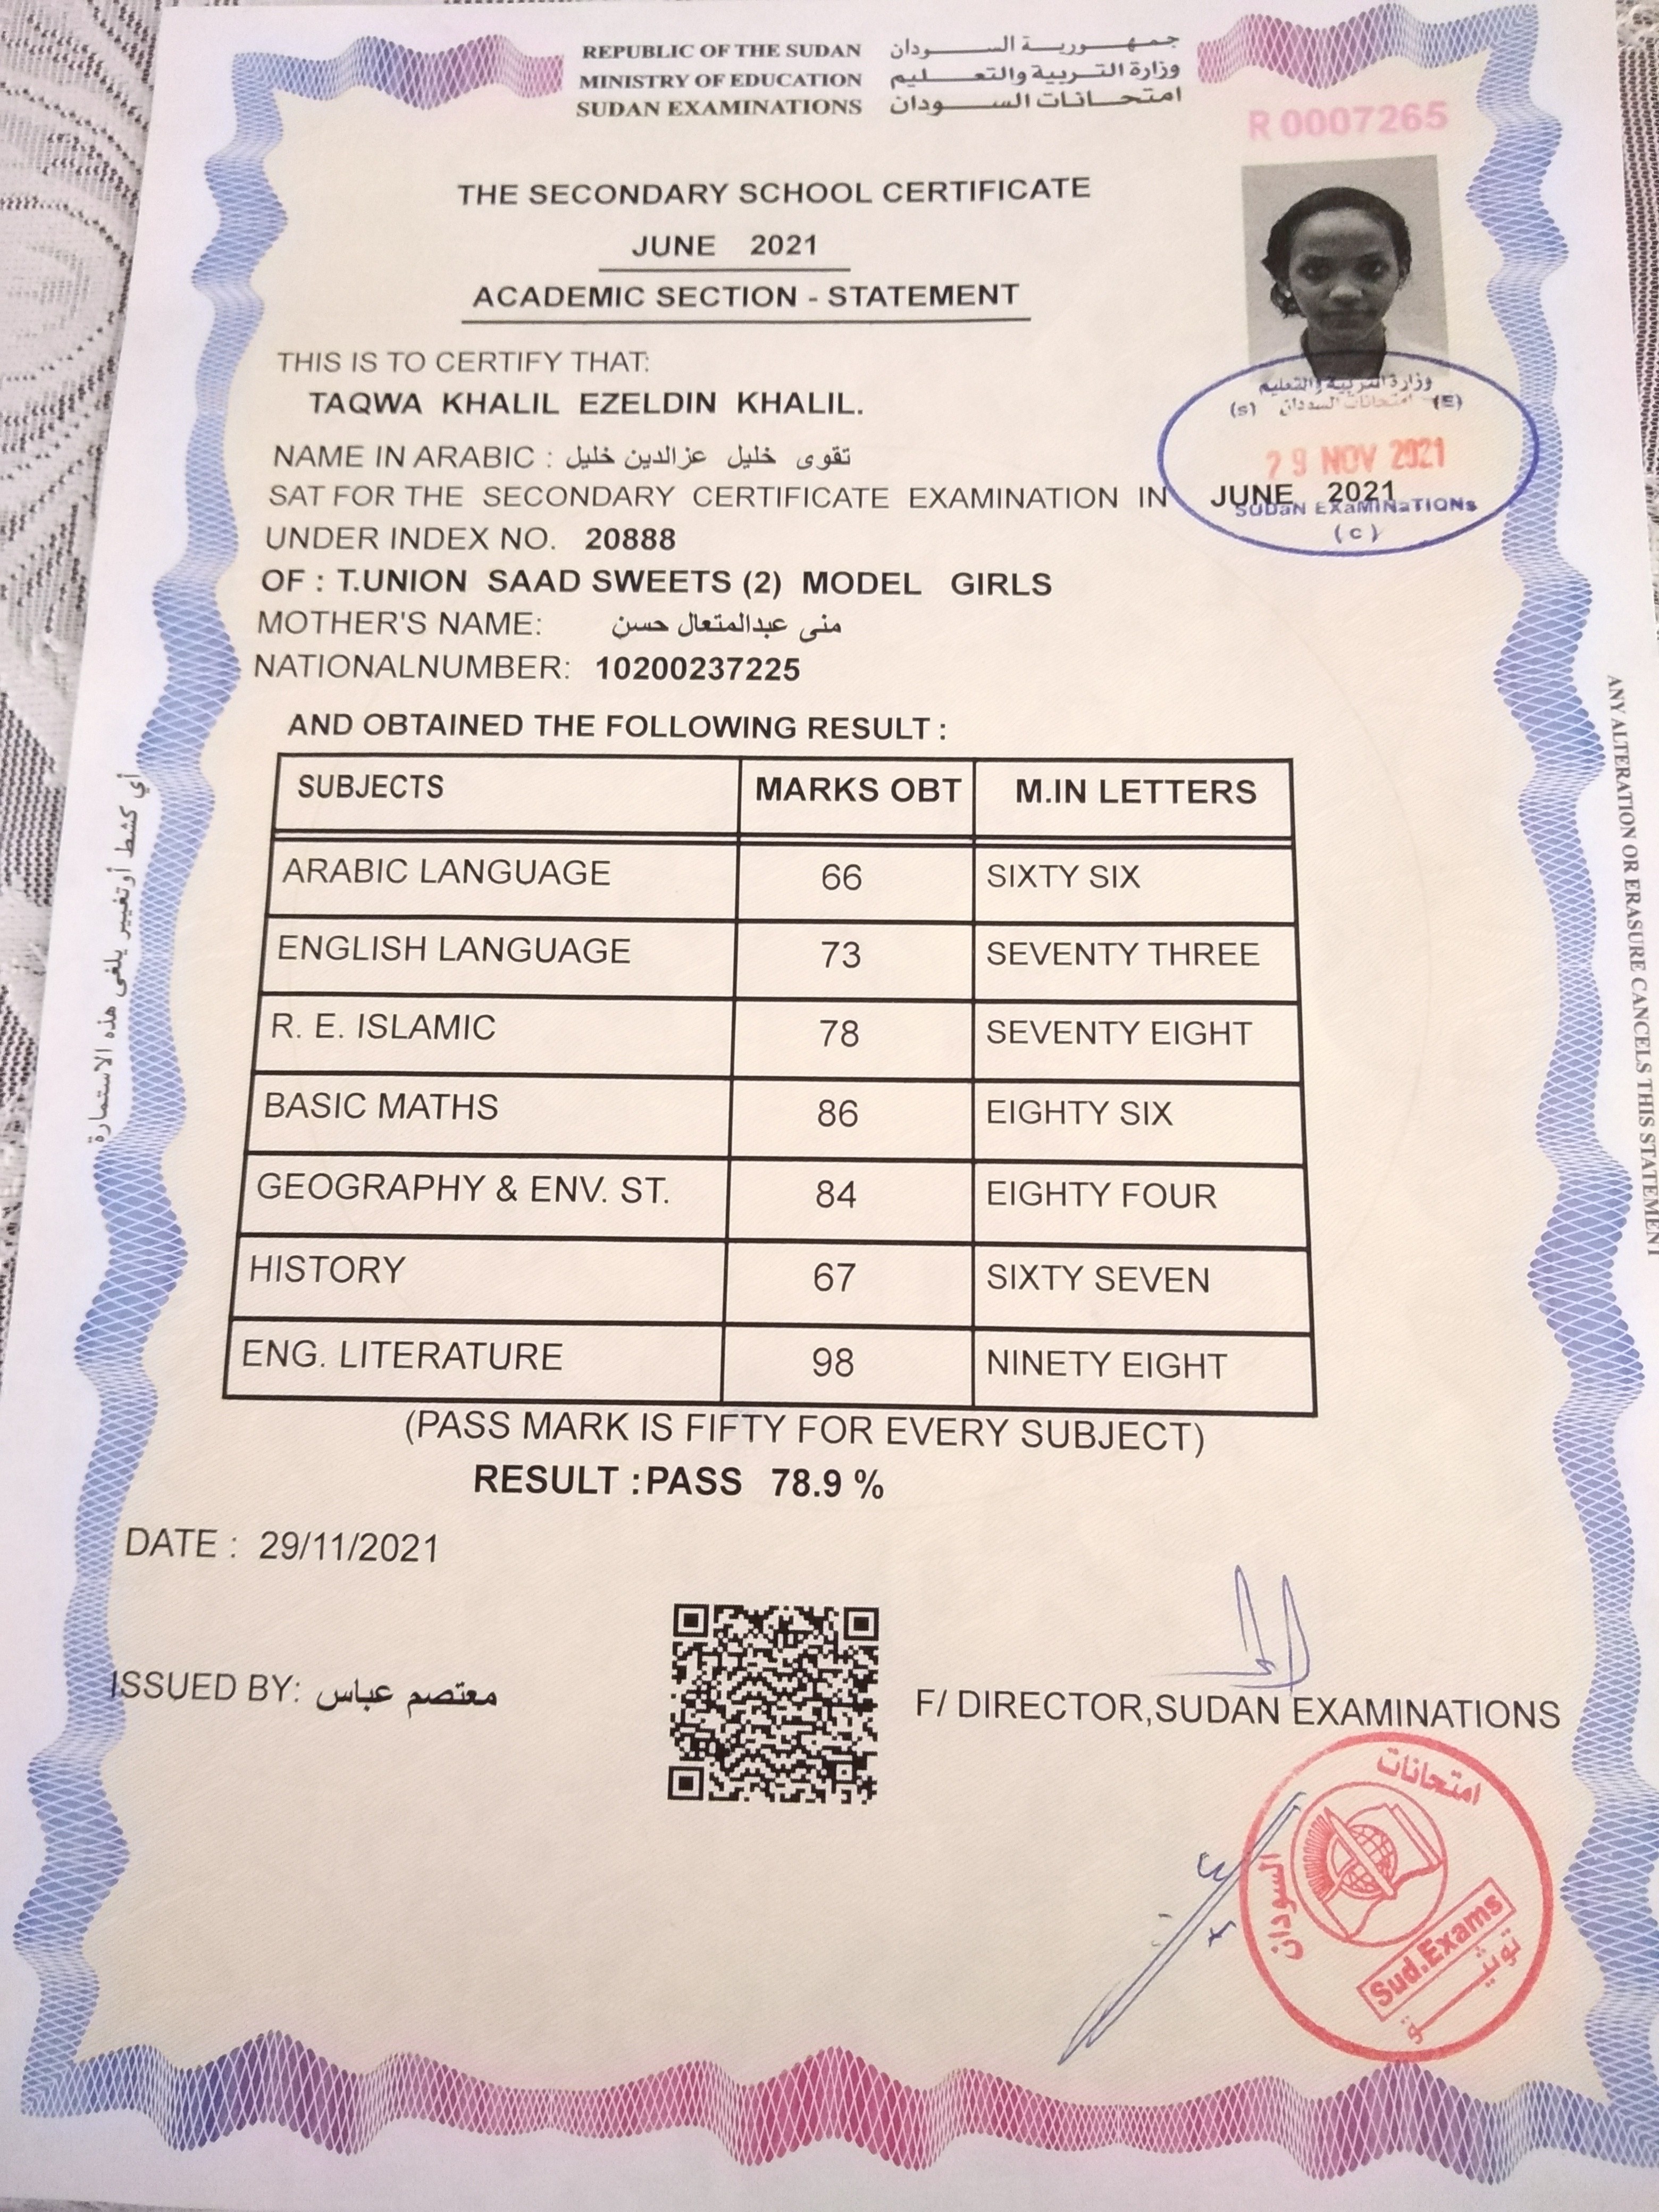 REPUBLIC OF THE SUDAN
MINISTRY OF EDUCATION
SUDAN EXAMINATIONS
جمهورية السودان
وزارة التربية والتعليم
امتحانات السودان
R 0007265
THE SECONDARY SCHOOL CERTIFICATE
JUNE 2021
ACADEMIC SECTION - STATEMENT
THIS IS TO CERTIFY THAT:
TAQWA KHALIL EZELDIN KHALIL.
NAME IN ARABIC : تقوى خليل عزالدين خليل
SAT FOR THE SECONDARY CERTIFICATE EXAMINATION IN JUNE 2021
UNDER INDEX NO. 20888
OF : T.UNION SAAD SWEETS (2) MODEL GIRLS
MOTHER'S NAME: منى عبدالمتعال حسن
NATIONALNUMBER: 10200237225
وزارة التربية والتعليم
(S) امتحانات السودان (E)
29 NOV 2021
SUDaN EXaMINaTIONs
(C)
AND OBTAINED THE FOLLOWING RESULT :
SUBJECTS MARKS OBT M.IN LETTERS
ARABIC LANGUAGE 66 SIXTY SIX
ENGLISH LANGUAGE 73 SEVENTY THREE
R. E. ISLAMIC 78 SEVENTY EIGHT
BASIC MATHS 86 EIGHTY SIX
GEOGRAPHY & ENV. ST. 84 EIGHTY FOUR
HISTORY 67 SIXTY SEVEN
ENG. LITERATURE 98 NINETY EIGHT
(PASS MARK IS FIFTY FOR EVERY SUBJECT)
RESULT :PASS 78.9 %
DATE : 29/11/2021
ISSUED BY: معتصم عباس
F/ DIRECTOR,SUDAN EXAMINATIONS
امتحانات
السودان
Sud.Exams
توثيق
أي كشط أوتغيير يلغى هذه الاستمارة
ANY ALTERATION OR ERASURE CANCELS THIS STATEMENT